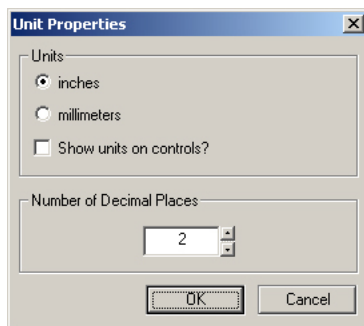 Unit Properties
Units
inches
millimeters
Show units on controls?
Number of Decimal Places
2
OK
Cancel